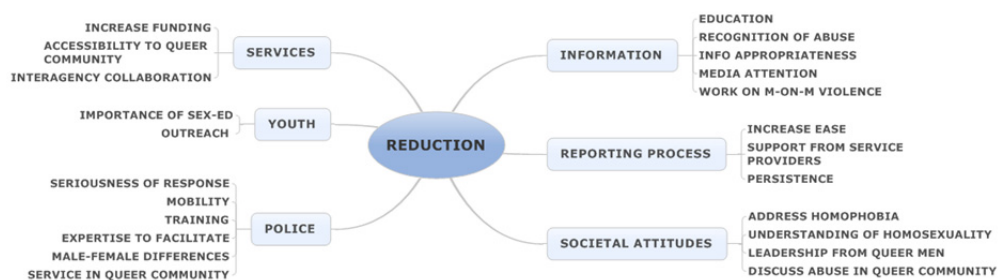 INCREASE FUNDING
ACCESSIBILITY TO QUEER
COMMUNITY
INTERAGENCY COLLABORATION
SERVICES
IMPORTANCE OF SEX-ED
OUTREACH
YOUTH
SERIOUSNESS OF RESPONSE
MOBILITY
TRAINING
EXPERTISE TO FACILITATE
MALE-FEMALE DIFFERENCES
SERVICE IN QUEER COMMUNITY
POLICE
REDUCTION
INFORMATION
EDUCATION
RECOGNITION OF ABUSE
INFO APPROPRIATENESS
MEDIA ATTENTION
WORK ON M-ON-M VIOLENCE
REPORTING PROCESS
INCREASE EASE
SUPPORT FROM SERVICE
PROVIDERS
PERSISTENCE
SOCIETAL ATTITUDES
ADDRESS HOMOPHOBIA
UNDERSTANDING OF HOMOSEXUALITY
LEADERSHIP FROM QUEER MEN
DISCUSS ABUSE IN QUEER COMMUNITY